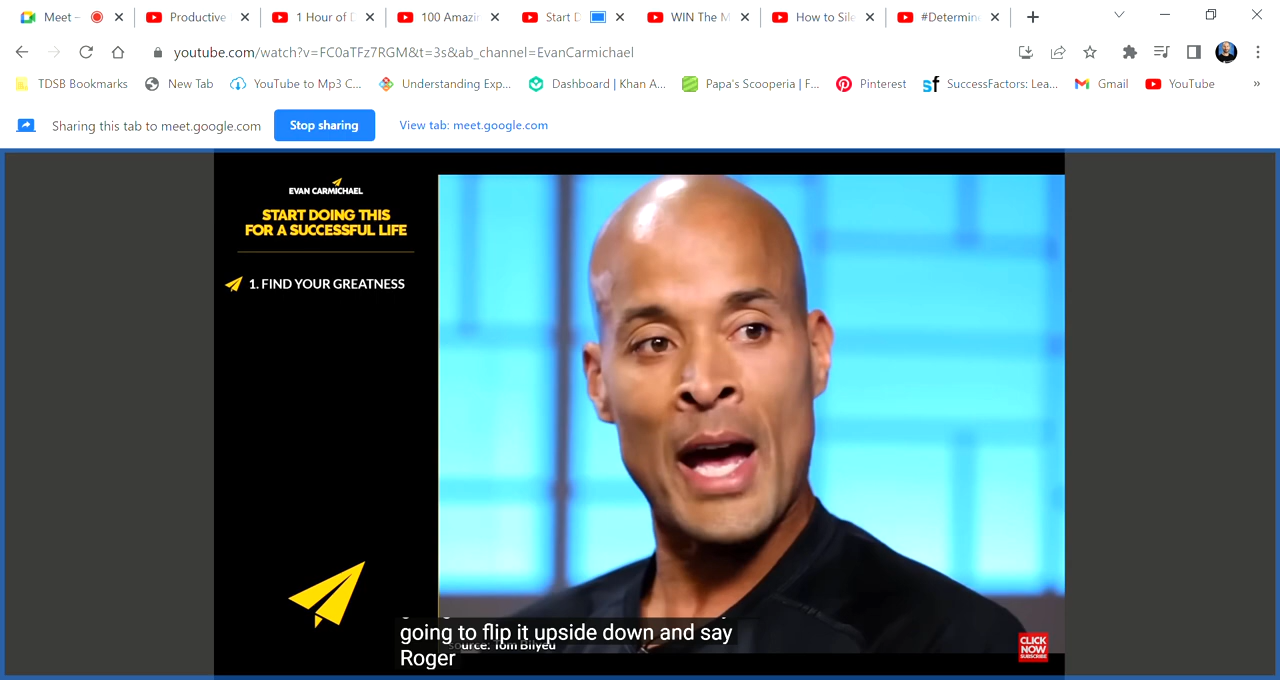 Meet –
Productive
1 Hour of D
100 Amazin
Start D
WIN The M
How to Sile
#Determin
youtube.com/watch?v=FC0aTFz7RGM&t=3s&ab_channel=EvanCarmichael
TDSB Bookmarks
New Tab
YouTube to Mp3 C...
Understanding Exp...
Dashboard | Khan A...
Papa's Scooperia | F...
Pinterest
SuccessFactors: Lea...
Gmail
YouTube
»
Sharing this tab to meet.google.com
Stop sharing
View tab: meet.google.com
EVAN CARMICHAEL
START DOING THIS
FOR A SUCCESSFUL LIFE
1. FIND YOUR GREATNESS
going to flip it upside down and say
source: Tom Bilyeu
Roger
CLICK
NOW
SUBSCRIBE